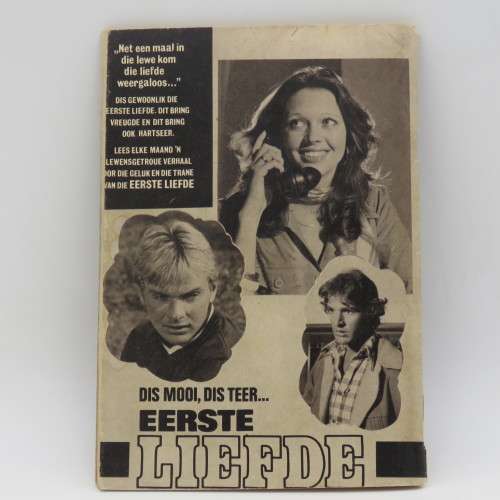 „Net een maal in
die lewe kom
die liefde
weergaloos...”
DIS GEWOONLIK DIE
EERSTE LIEFDE. DIT BRING
VREUGDE EN DIT BRING
OOK HARTSEER.
LEES ELKE MAAND 'N
LEWENSGETROUE VERHAAL
OOR DIE GELUK EN DIE TRANE
VAN DIE EERSTE LIEFDE
DIS MOOI, DIS TEER...
EERSTE
LIEFDE